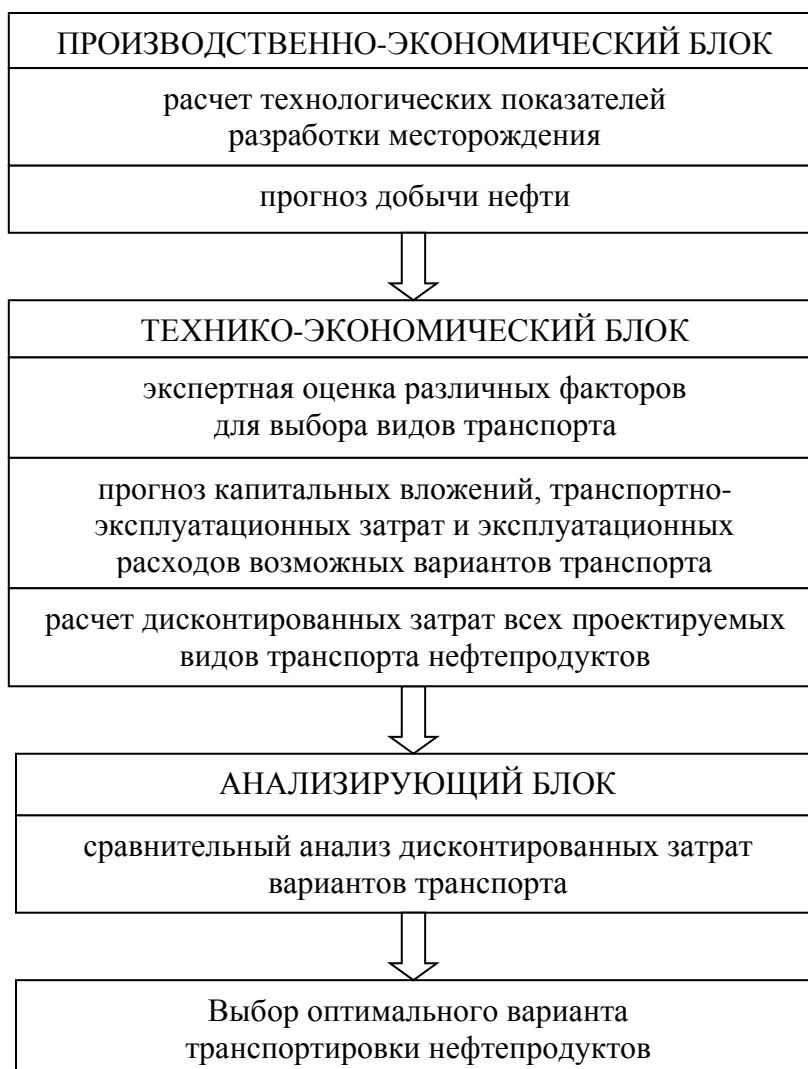 ПРОИЗВОДСТВЕННО-ЭКОНОМИЧЕСКИЙ БЛОК
расчет технологических показателей
разработки месторождения
прогноз добычи нефти
ТЕХНИКО-ЭКОНОМИЧЕСКИЙ БЛОК
экспертная оценка различных факторов
для выбора видов транспорта
прогноз капитальных вложений, транспортно-
эксплуатационных затрат и эксплуатационных
расходов возможных вариантов транспорта
расчет дисконтированных затрат всех проектируемых
видов транспорта нефтепродуктов
АНАЛИЗИРУЮЩИЙ БЛОК
сравнительный анализ дисконтированных затрат
вариантов транспорта
Выбор оптимального варианта
транспортировки нефтепродуктов